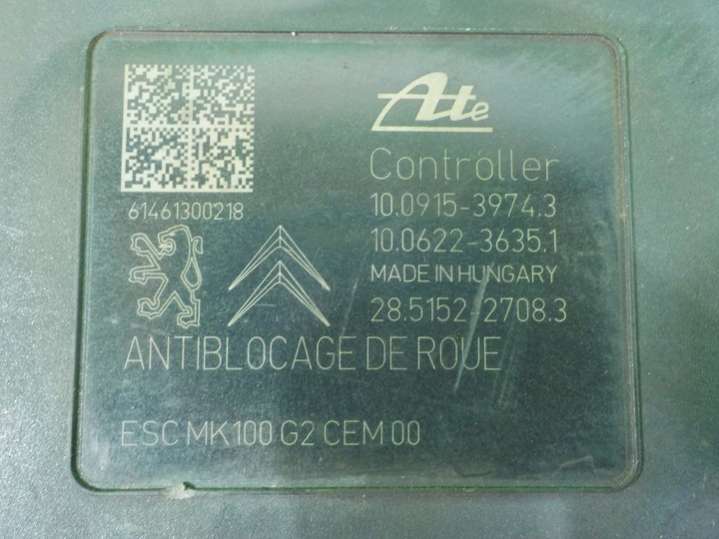 Ate
Controller
10.0915-3974.3
61461300218
10.0622-3635.1
MADE IN HUNGARY
28.5152-2708.3
ANTIBLOCAGE DE ROUE
ESC MK100 G2 CEM 00